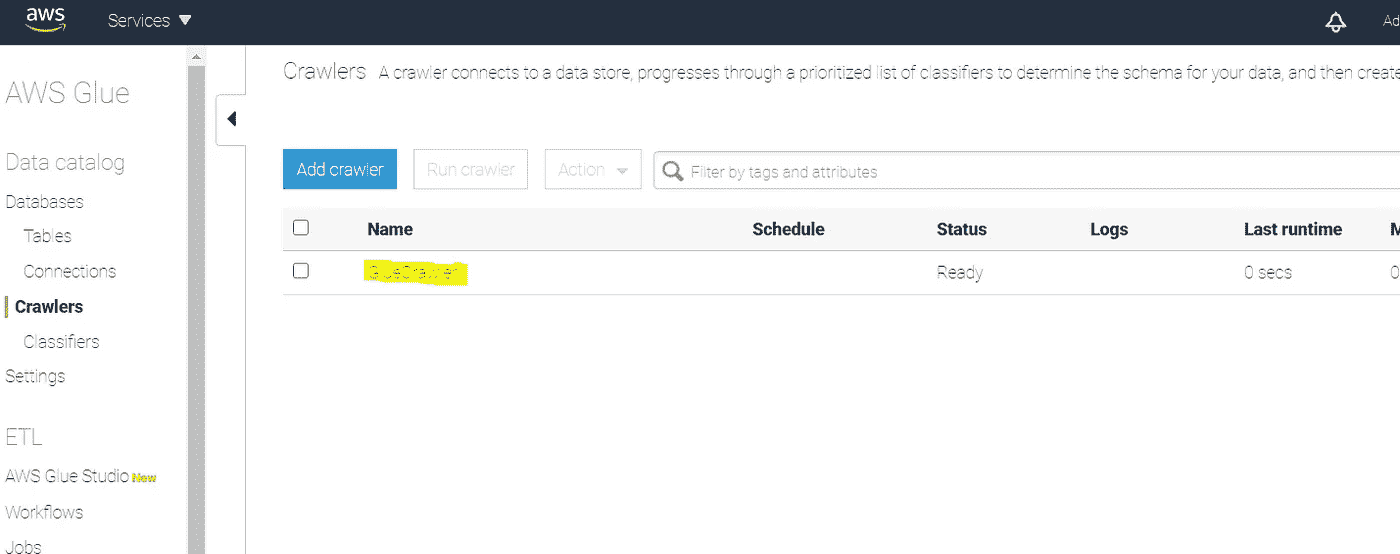 aws Services
Ad
AWS Glue
Data catalog
Databases
Tables
Connections
Crawlers
Classifiers
Settings
ETL
AWS Glue Studio New
Workflows
Jobs
Crawlers A crawler connects to a data store, progresses through a prioritized list of classifiers to determine the schema for your data, and then create
Add crawler Run crawler Action Filter by tags and attributes
Name Schedule Status Logs Last runtime M
GlueCrawler Ready 0 secs 0